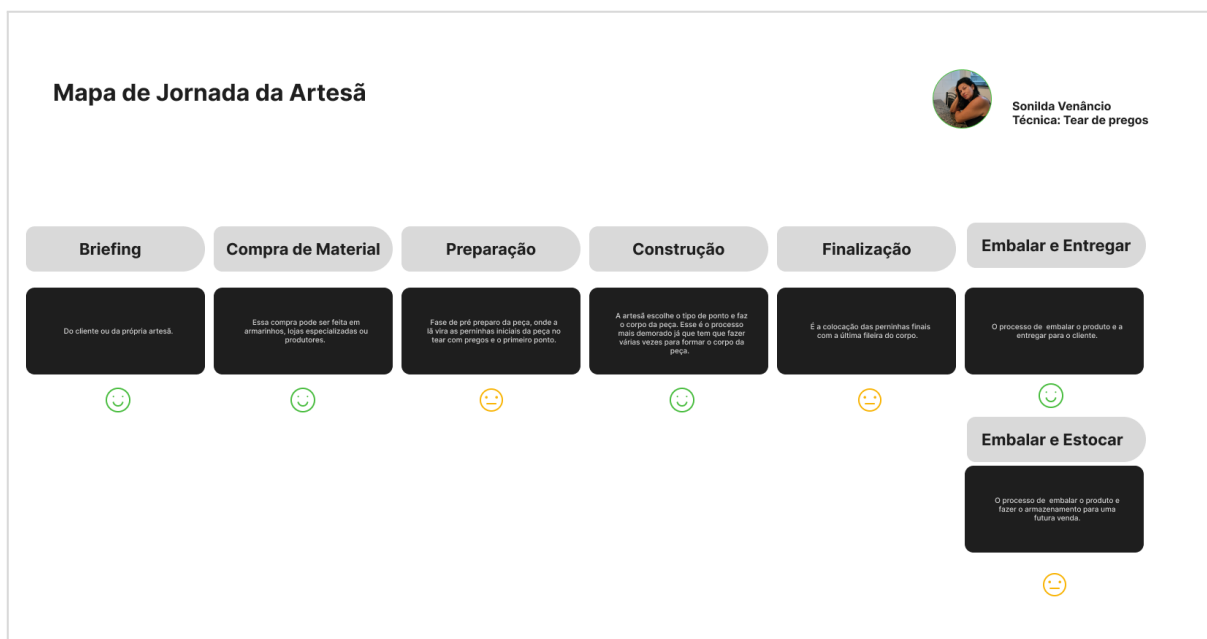 Mapa de Jornada da Artesã
Sonilda Venâncio
Técnica: Tear de pregos
Briefing
Do cliente ou da própria artesã.
Compra de Material
Essa compra pode ser feita em
armarinhos, lojas especializadas ou
produtores.
Preparação
Fase de pré preparo da peça, onde a
lã vira as perninhas iniciais da peça no
tear com pregos e o primeiro ponto.
Construção
A artesã escolhe o tipo de ponto e faz
o corpo da peça. Esse é o processo
mais demorado já que tem que fazer
várias vezes para formar o corpo da
peça.
Finalização
É a colocação das perninhas finais
com a última fileira do corpo.
Embalar e Entregar
O processo de embalar o produto e a
entregar para o cliente.
Embalar e Estocar
O processo de embalar o produto e
fazer o armazenamento para uma
futura venda.